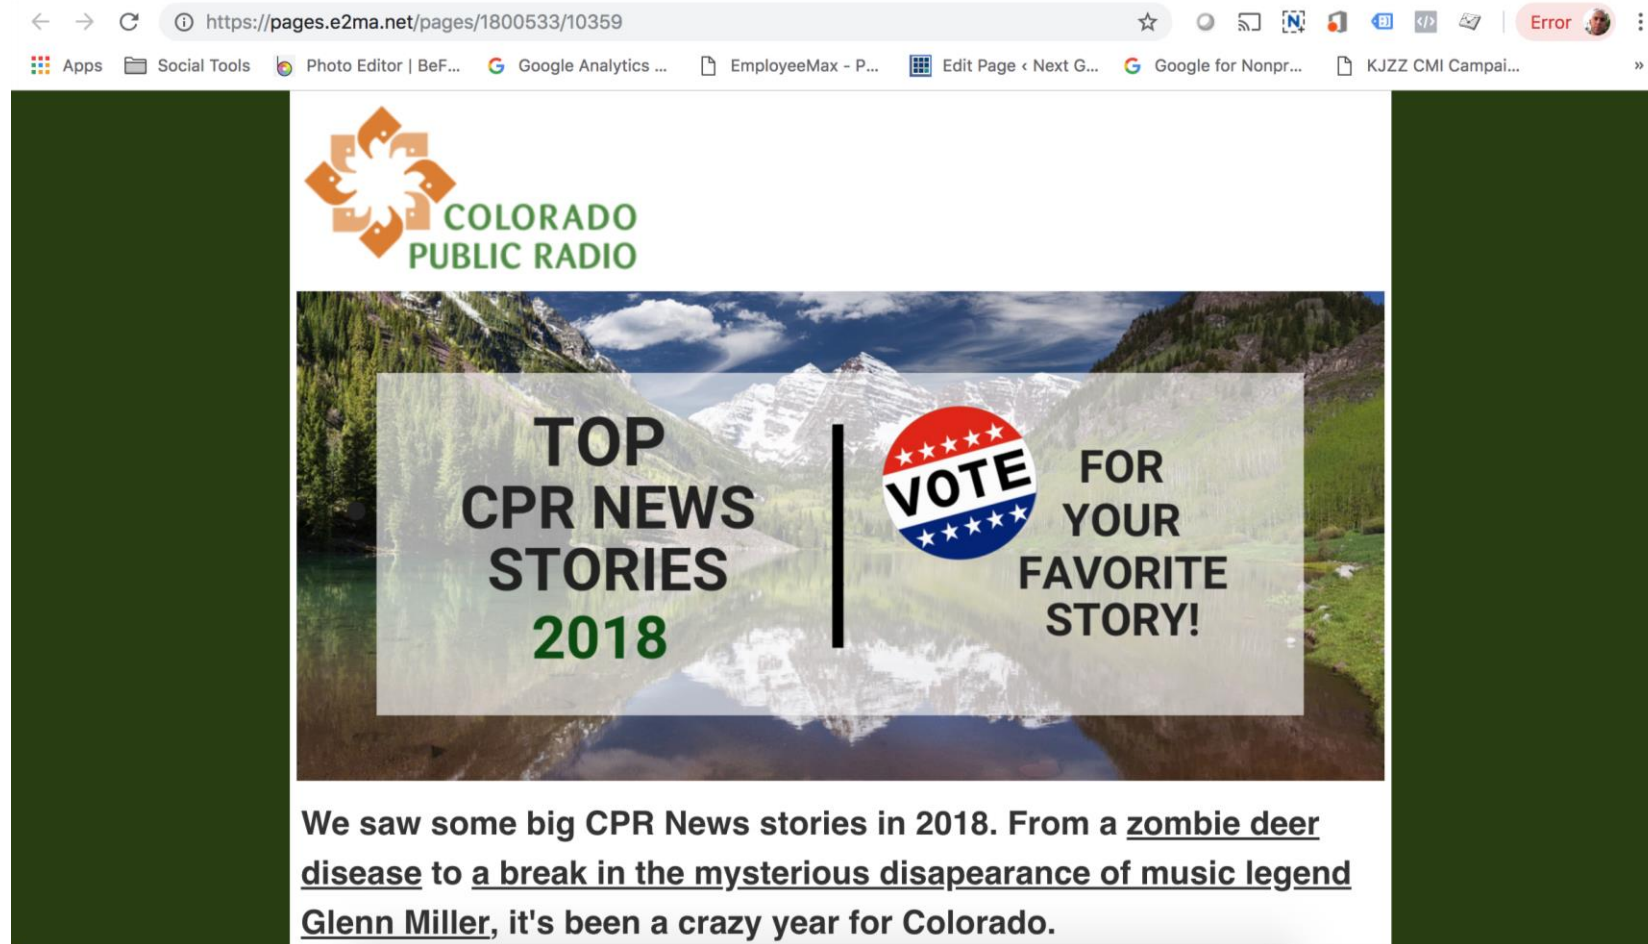 https://pages.e2ma.net/pages/1800533/10359
Error
Apps Social Tools Photo Editor | BeF... Google Analytics ... EmployeeMax - P... Edit Page ‹ Next G... Google for Nonpr... KJZZ CMI Campai... »
COLORADO
PUBLIC RADIO
TOP
CPR NEWS
STORIES
2018
VOTE
FOR
YOUR
FAVORITE
STORY!
We saw some big CPR News stories in 2018. From a zombie deer
disease to a break in the mysterious disapearance of music legend
Glenn Miller, it's been a crazy year for Colorado.